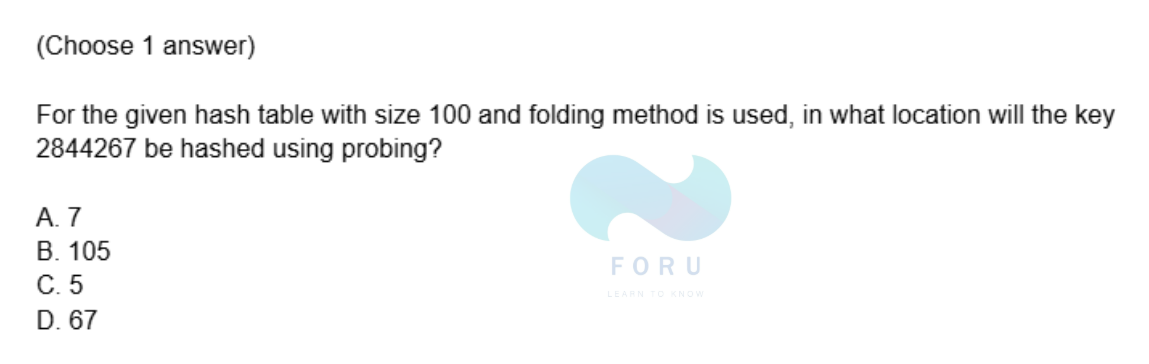 (Choose 1 answer)
For the given hash table with size 100 and folding method is used, in what location will the key
2844267 be hashed using probing?
A. 7
B. 105
C. 5
D. 67
FORU
LEARN TO KNOW